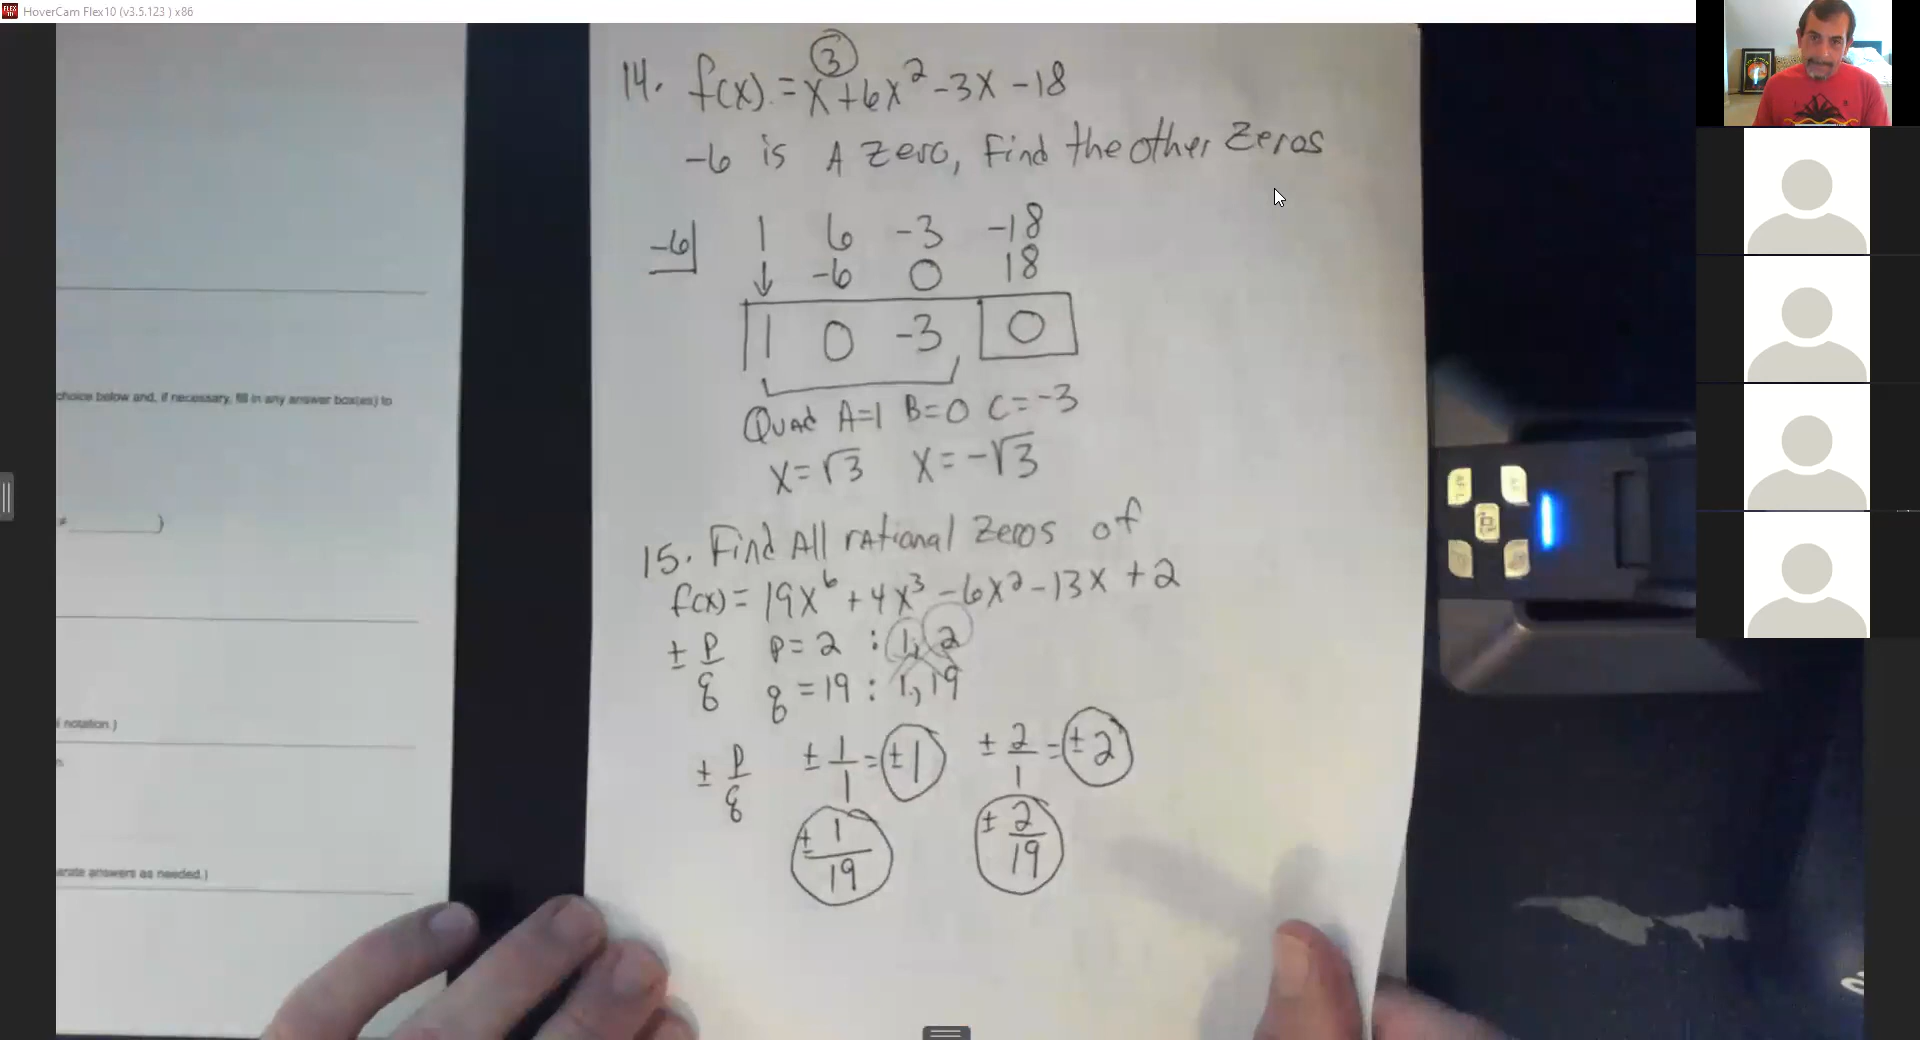 HoverCam Flex10 (v3.5.123 ) x86
choice below and, if necessary, fill in any answer box(es) to
≠ ________ )
notation.)
arate answers as needed.)
14. f(x) = x³ + 6x² - 3x - 18
-6 is A zero, Find the other zeros
-6| 1 6 -3 -18
↓ -6 0 18
1 0 -3 0
Quad A=1 B=0 C=-3
x=√3 x=-√3
15. Find All rational zeros of
f(x) = 19x⁶ + 4x³ - 6x² - 13x + 2
± p/q p = 2 : 1, 2
q = 19 : 1, 19
± p/q ± 1/1 = ±1 ± 2/1 = ±2
± 1/19 ± 2/19